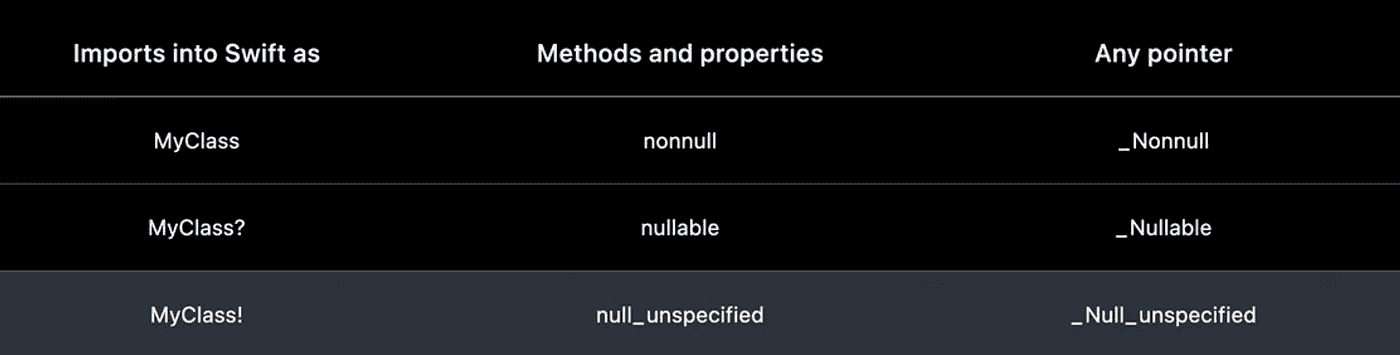 Imports into Swift as Methods and properties Any pointer
MyClass nonnull _Nonnull
MyClass? nullable _Nullable
MyClass! null_unspecified _Null_unspecified